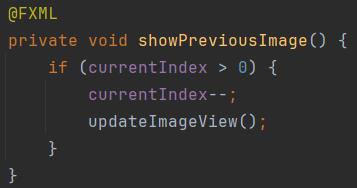 @FXML
private void showPreviousImage() {
    if (currentIndex > 0) {
        currentIndex--;
        updateImageView();
    }
}